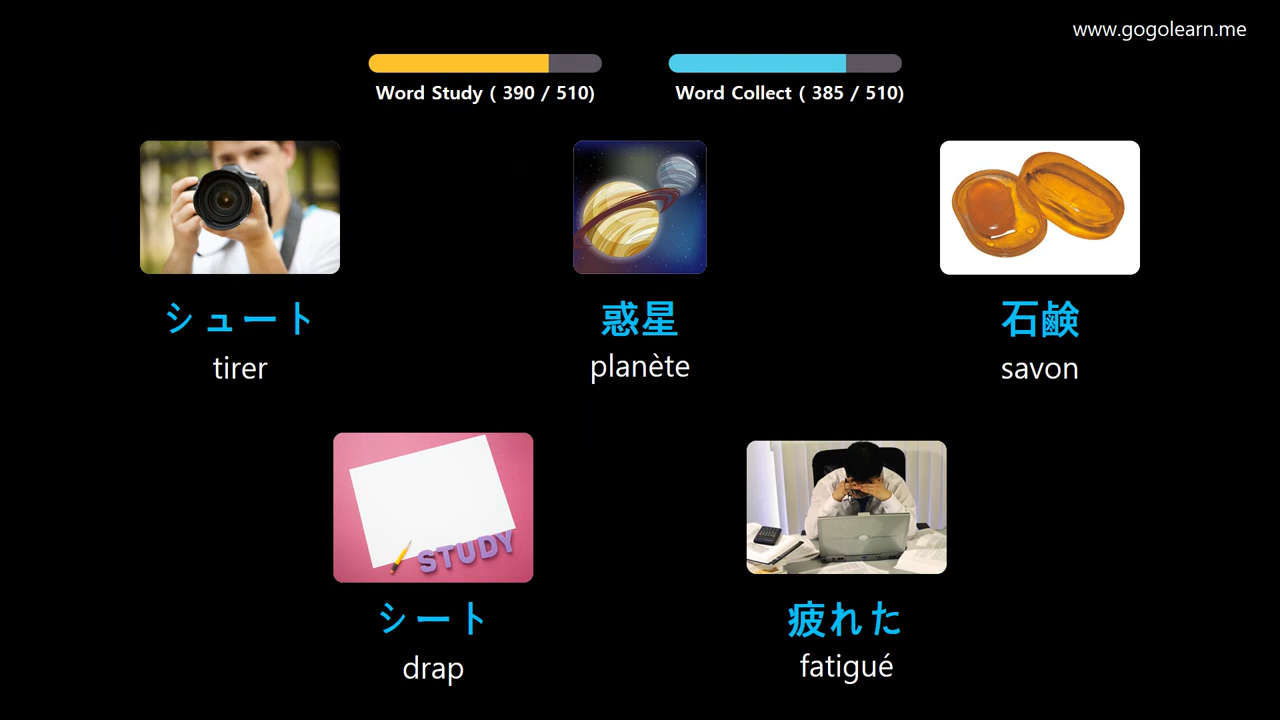 www.gogolearn.me
Word Study ( 390 / 510)
Word Collect ( 385 / 510)
シュート
tirer
惑星
planète
石鹸
savon
STUDY
シート
drap
疲れた
fatigué